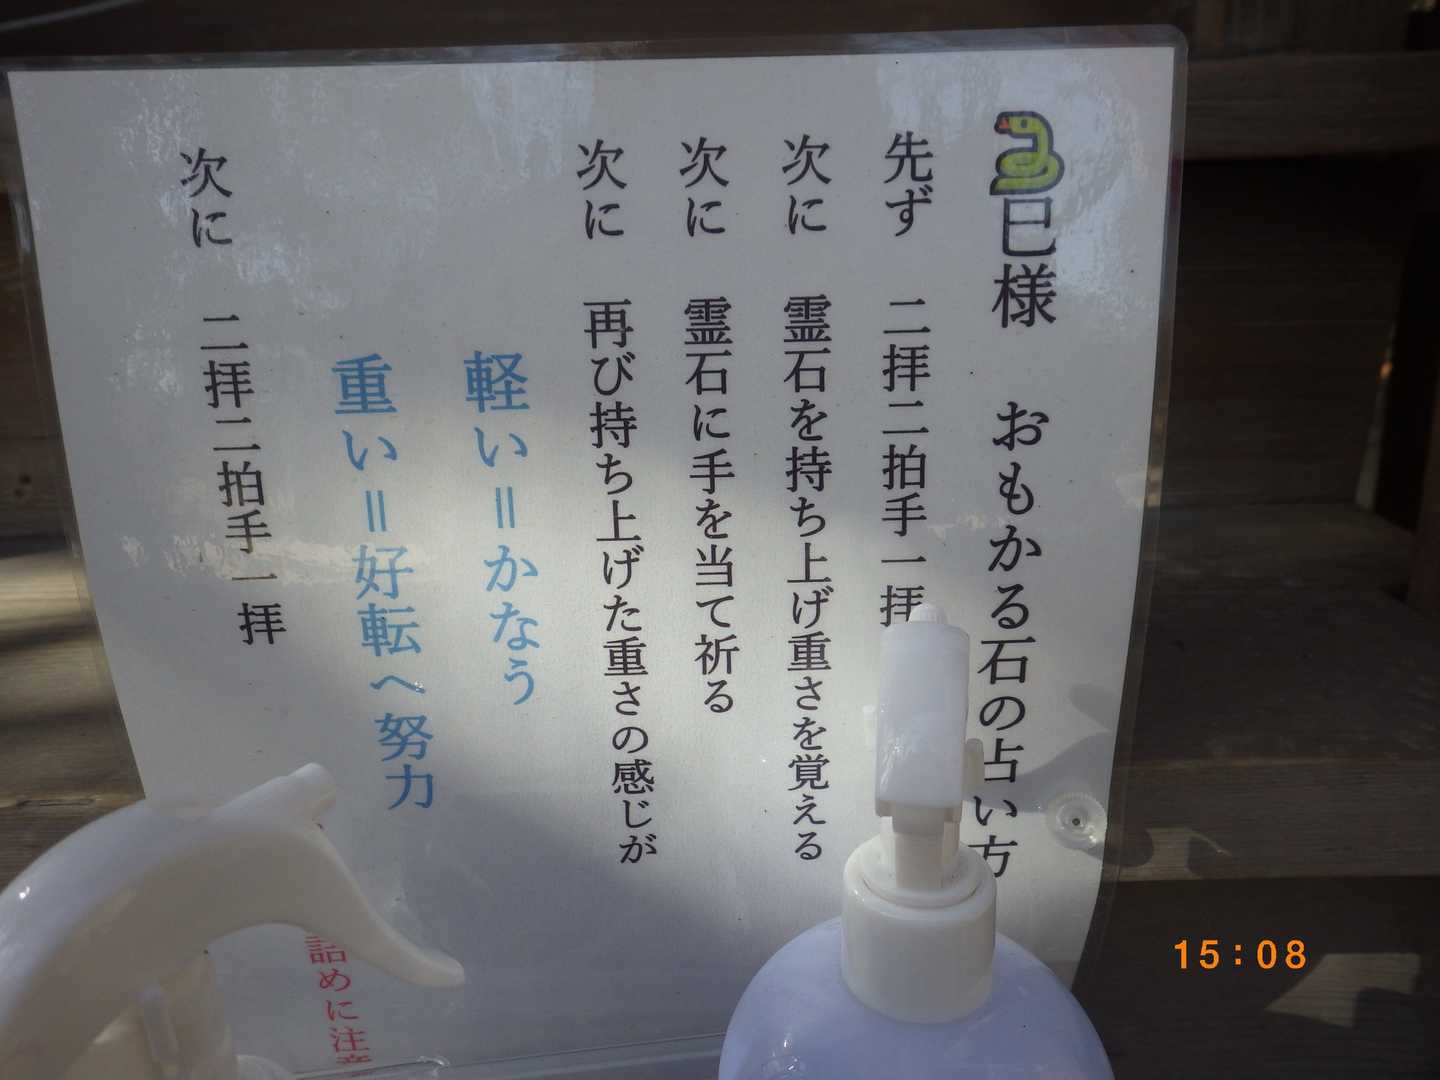 巳様 おもかる石の占い方
先ず 二拝二拍手一拝
次に 霊石を持ち上げ重さを覚える
次に 霊石に手を当て祈る
次に 再び持ち上げた重さの感じが
軽い=かなう
重い=好転へ努力
次に 二拝二拍手一拝
詰めに注意
15:08